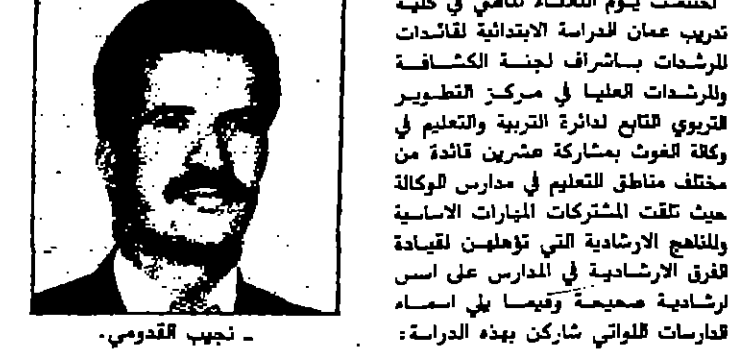 اختتمت يوم الثلاثاء الماضي في كلية
تدريب عمان الدراسة الابتدائية لقائدات
المرشدات باشراف لجنة الكشافة
والمرشدات العليا في مركز التطوير
التربوي التابع لدائرة التربية والتعليم في
وكالة الغوث بمشاركة عشرين قائدة من
مختلف مناطق التعليم في مدارس الوكالة
حيث تلقت المشتركات المهارات الاساسية
والمناهج الارشادية التي تؤهلهن لقيادة
الفرق الارشادية في المدارس على اسس
ارشادية صحيحة وفيما يلي اسماء
الدارسات اللواتي شاركن بهذه الدراسة:
ـ نجيب القدومي.